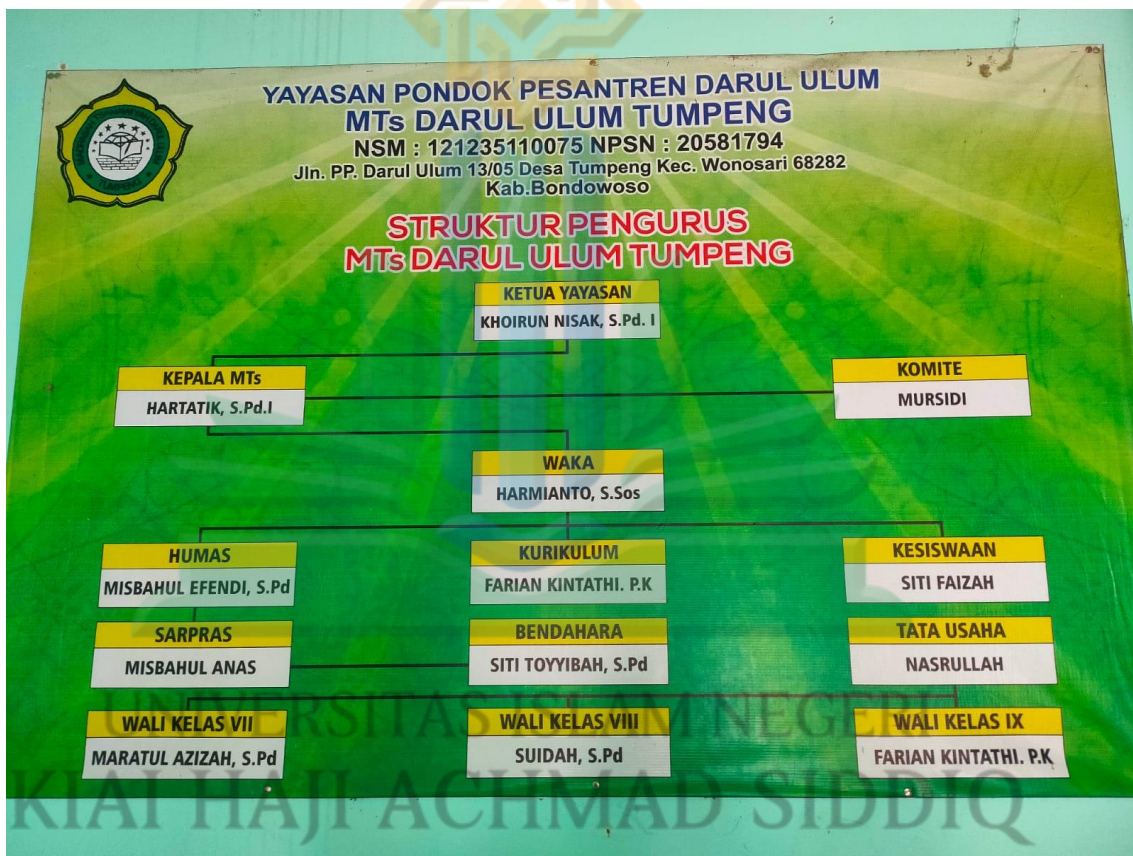 YAYASAN PONDOK PESANTREN DARUL ULUM
MTs DARUL ULUM TUMPENG
NSM : 121235110075 NPSN : 20581794
Jln. PP. Darul Ulum 13/05 Desa Tumpeng Kec. Wonosari 68282
Kab.Bondowoso
TUMPENG
STRUKTUR PENGURUS
MTs DARUL ULUM TUMPENG
KETUA YAYASAN
KHOIRUN NISAK, S.Pd. I
KEPALA MTs
HARTATIK, S.Pd.I
KOMITE
MURSIDI
WAKA
HARMIANTO, S.Sos
HUMAS
MISBAHUL EFENDI, S.Pd
KURIKULUM
FARIAN KINTATHI. P.K
KESISWAAN
SITI FAIZAH
SARPRAS
MISBAHUL ANAS
BENDAHARA
SITI TOYYIBAH, S.Pd
TATA USAHA
NASRULLAH
WALI KELAS VII
MARATUL AZIZAH, S.Pd
WALI KELAS VIII
SUIDAH, S.Pd
WALI KELAS IX
FARIAN KINTATHI. P.K
UNIVERSITAS ISLAM NEGERI
KIAI HAJI ACHMAD SIDDIQ